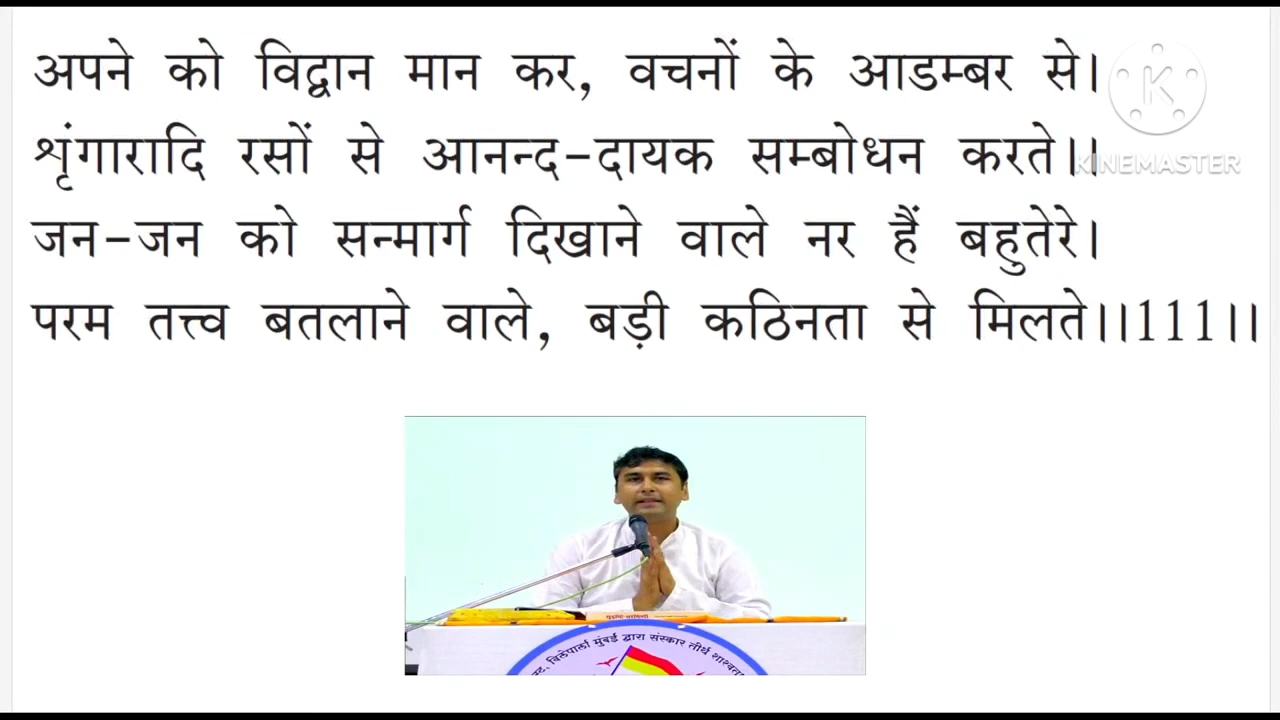 अपने को विद्वान मान कर, वचनों के आडम्बर से।
शृंगारादि रसों से आनन्द-दायक सम्बोधन करते।।
KINEMASTER
जन-जन को सन्मार्ग दिखाने वाले नर हैं बहुतेरे।
परम तत्त्व बतलाने वाले, बड़ी कठिनता से मिलते।।111।।
विलेपार्ला मुंबई द्वारा संस्कार तीर्थ